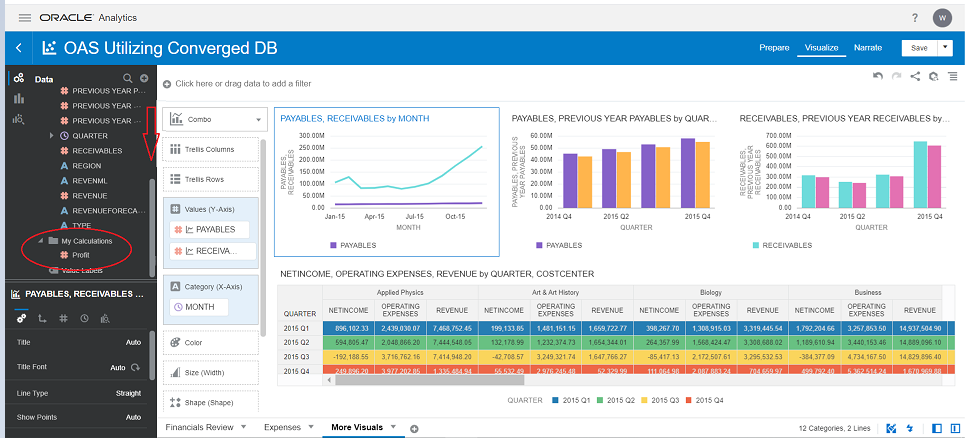 ORACLE Analytics
?
W
OAS Utilizing Converged DB
Prepare
Visualize
Narrate
Save
Data
PREVIOUS YEAR P...
PREVIOUS YEAR ...
PREVIOUS YEAR ...
QUARTER
RECEIVABLES
REGION
REVENML
REVENUE
REVENUEFORECA...
TYPE
My Calculations
Profit
Value Labels
PAYABLES, RECEIVABLES ...
Title
Auto
Title Font
Auto
Line Type
Straight
Show Points
Auto
Click here or drag data to add a filter
Combo
Trellis Columns
Trellis Rows
Values (Y-Axis)
PAYABLES
RECEIVA...
Category (X-Axis)
MONTH
Color
Size (Width)
Shape (Shape)
PAYABLES, RECEIVABLES by MONTH
PAYABLES,
RECEIVABLES
300.00M
250.00M
200.00M
150.00M
100.00M
50.00M
0.00
Jan-15 Apr-15 Jul-15 Oct-15
MONTH
PAYABLES
PAYABLES, PREVIOUS YEAR PAYABLES by QUAR...
PAYABLES, PREVIOUS
YEAR PAYABLES
60.00M
50.00M
40.00M
30.00M
20.00M
10.00M
0.00
2014 Q4 2015 Q2 2015 Q4
QUARTER
PAYABLES
RECEIVABLES, PREVIOUS YEAR RECEIVABLES by...
RECEIVABLES,
PREVIOUS YEAR
RECEIVABLES
700.00M
600.00M
500.00M
400.00M
300.00M
200.00M
100.00M
0.00
2014 Q4 2015 Q2 2015 Q4
QUARTER
RECEIVABLES
NETINCOME, OPERATING EXPENSES, REVENUE by QUARTER, COSTCENTER
Applied Physics Art & Art History Biology Business
QUARTER NETINCOME OPERATING EXPENSES REVENUE NETINCOME OPERATING EXPENSES REVENUE NETINCOME OPERATING EXPENSES REVENUE NETINCOME OPERATING EXPENSES REVENUE
2015 Q1 896,102.33 2,439,030.07 7,468,752.45 199,133.85 1,481,151.15 1,659,722.77 398,267.70 1,308,915.03 3,319,445.54 1,792,204.66 3,257,853.50 14,937,504.90
2015 Q2 594,805.47 2,048,866.20 7,444,548.05 132,178.99 1,232,374.73 1,654,344.01 264,357.99 1,568,424.47 3,308,688.02 1,189,610.94 3,440,153.46 14,889,096.10
2015 Q3 -192,188.55 3,716,762.16 7,414,948.20 -42,708.57 3,249,321.74 1,647,766.27 -85,417.13 2,172,507.61 3,295,532.53 -384,377.09 4,734,167.50 14,829,896.40
2015 Q4 249,896.20 3,977,202.85 1,335,484.94 55,532.49 2,976,245.48 52,329.99 111,064.98 2,087,883.24 704,659.97 499,792.40 5,362,514.24 1,670,969.88
QUARTER 2015 Q1 2015 Q2 2015 Q3 2015 Q4
Financials Review
Expenses
More Visuals
12 Categories, 2 Lines